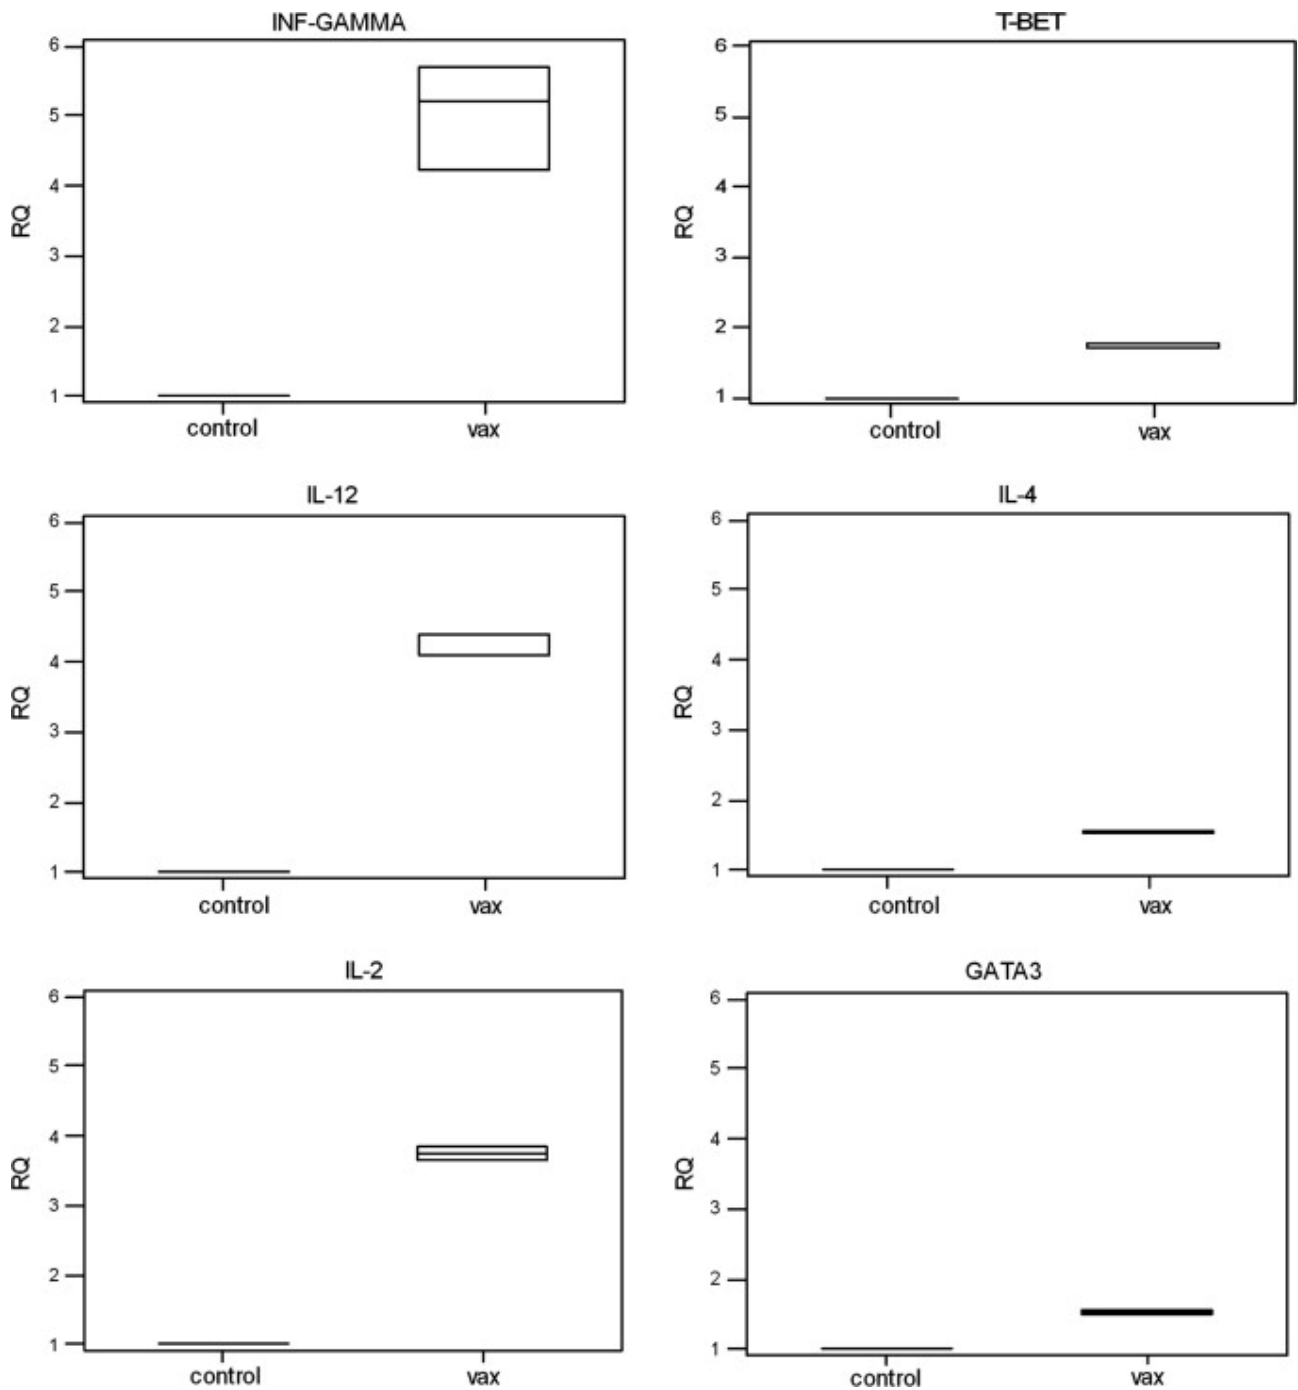 INF-GAMMA
6
5
4
3
2
1
RQ
control
vax
T-BET
6
5
4
3
2
1
RQ
control
vax
IL-12
6
5
4
3
2
1
RQ
control
vax
IL-4
6
5
4
3
2
1
RQ
control
vax
IL-2
6
5
4
3
2
1
RQ
control
vax
GATA3
6
5
4
3
2
1
RQ
control
vax